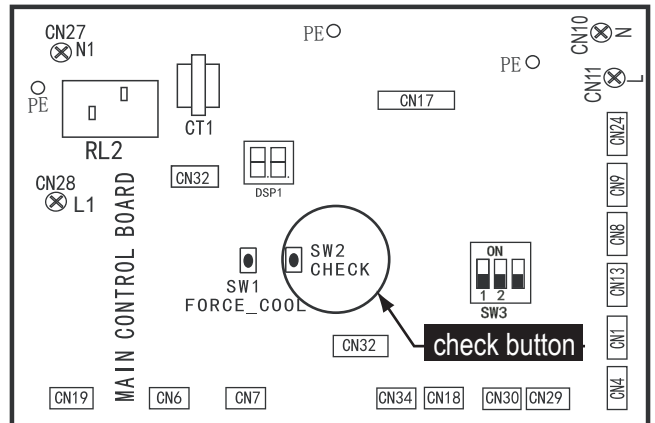 CN27
N1
PE
CN10
N
PE
CN11
L
PE
CN17
CT1
RL2
CN24
CN32
DSP1
CN9
CN28
L1
CN8
MAIN CONTROL BOARD
SW2
CHECK
ON
1 2
SW3
SW1
FORCE_COOL
CN13
CN32
check button
CN1
CN19
CN6
CN7
CN34
CN18
CN30
CN29
CN4